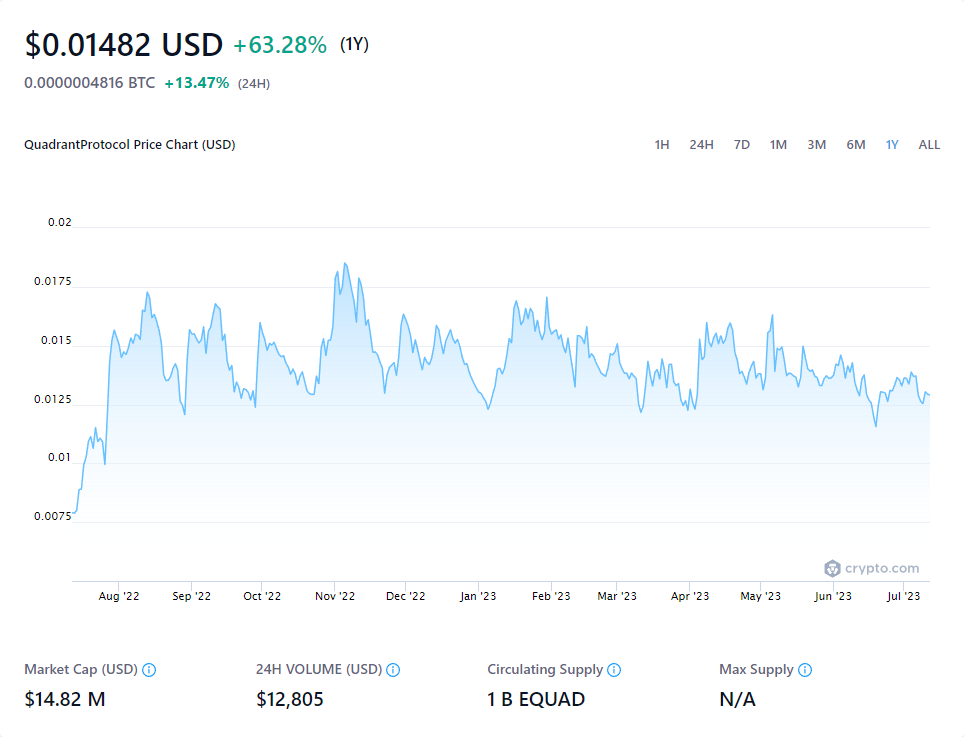 $0.01482 USD +63.28% (1Y)
0.0000004816 BTC +13.47% (24H)
QuadrantProtocol Price Chart (USD)
1H 24H 7D 1M 3M 6M 1Y ALL
0.02
0.0175
0.015
0.0125
0.01
0.0075
crypto.com
Aug '22 Sep '22 Oct '22 Nov '22 Dec '22 Jan '23 Feb '23 Mar '23 Apr '23 May '23 Jun '23 Jul '23
Market Cap (USD) 24H VOLUME (USD) Circulating Supply Max Supply
$14.82 M $12,805 1 B EQUAD N/A